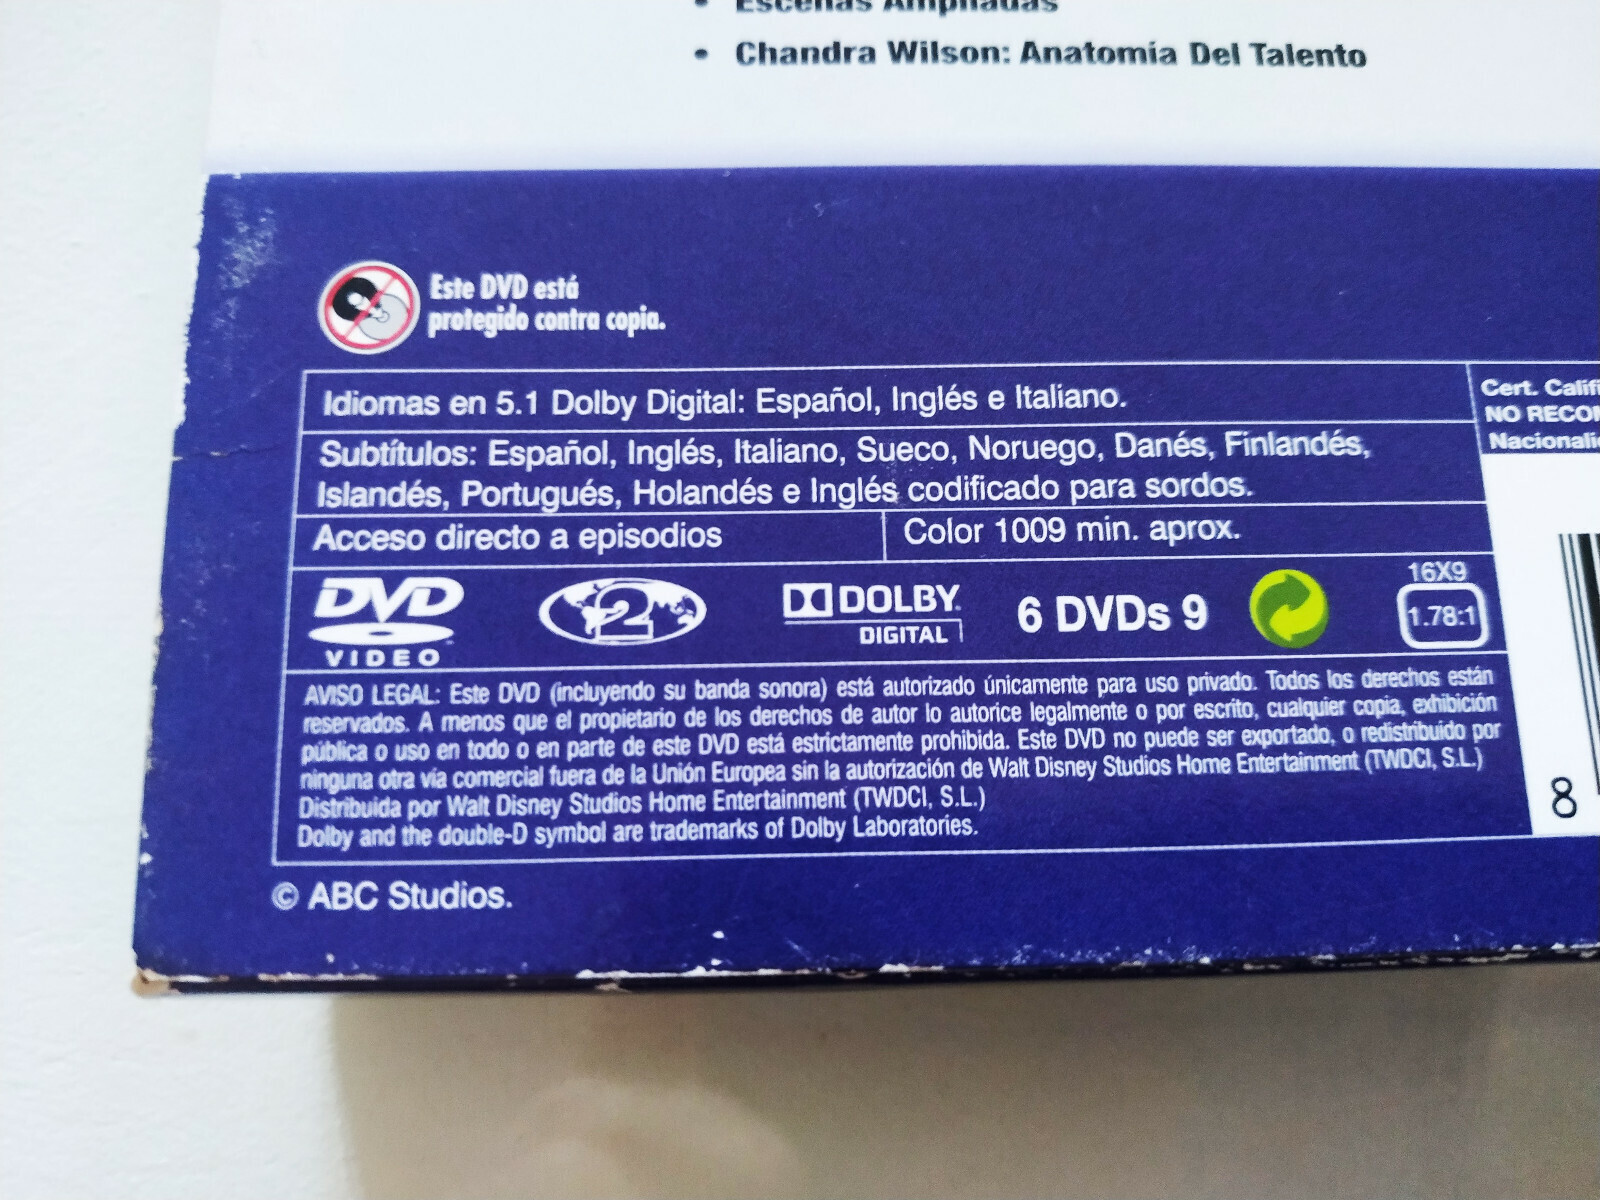 • Escenas Ampliadas
• Chandra Wilson: Anatomía Del Talento
Este DVD está
protegido contra copia.
Idiomas en 5.1 Dolby Digital: Español, Inglés e Italiano.
Cert. Califi
NO RECOM
Nacionali
Subtítulos: Español, Inglés, Italiano, Sueco, Noruego, Danés, Finlandés,
Islandés, Portugués, Holandés e Inglés codificado para sordos.
Acceso directo a episodios
Color 1009 min. aprox.
DVD
VIDEO
2
DOLBY
DIGITAL
6 DVDs 9
16X9
1.78:1
AVISO LEGAL: Este DVD (incluyendo su banda sonora) está autorizado únicamente para uso privado. Todos los derechos están
reservados. A menos que el propietario de los derechos de autor lo autorice legalmente o por escrito, cualquier copia, exhibición
pública o uso en todo o en parte de este DVD está estrictamente prohibida. Este DVD no puede ser exportado, o redistribuido por
ninguna otra vía comercial fuera de la Unión Europea sin la autorización de Walt Disney Studios Home Entertainment (TWDCI, S.L.)
Distribuida por Walt Disney Studios Home Entertainment (TWDCI, S.L.)
Dolby and the double-D symbol are trademarks of Dolby Laboratories.
8
© ABC Studios.